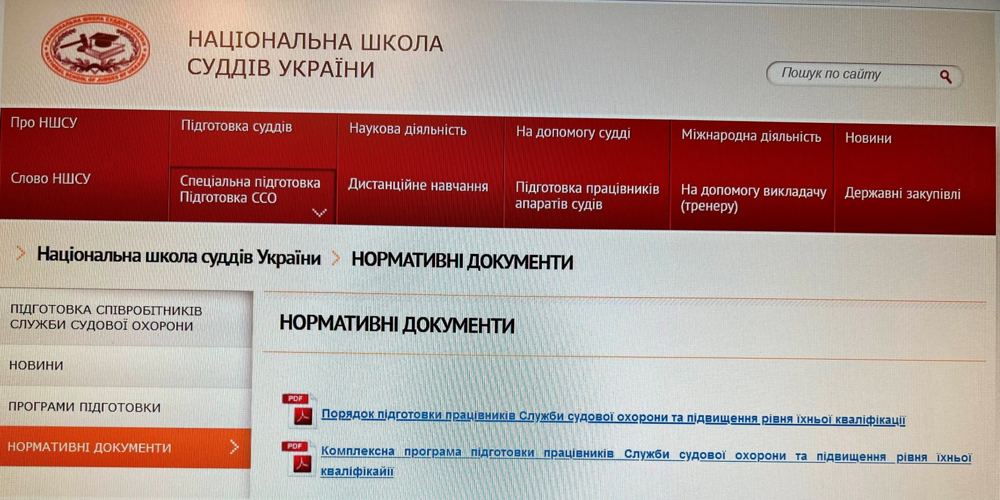 НАЦІОНАЛЬНА ШКОЛА
СУДДІВ УКРАЇНИ
Пошук по сайту
Про НШСУ
Підготовка суддів
Наукова діяльність
На допомогу судді
Міжнародна діяльність
Новини
Слово НШСУ
Спеціальна підготовка
Підготовка ССО
Дистанційне навчання
Підготовка працівників
апаратів судів
На допомогу викладачу
(тренеру)
Державні закупівлі
Національна школа суддів України
НОРМАТИВНІ ДОКУМЕНТИ
ПІДГОТОВКА СПІВРОБІТНИКІВ
СЛУЖБИ СУДОВОЇ ОХОРОНИ
НОВИНИ
ПРОГРАМИ ПІДГОТОВКИ
НОРМАТИВНІ ДОКУМЕНТИ
НОРМАТИВНІ ДОКУМЕНТИ
PDF
Порядок підготовки працівників Служби судової охорони та підвищення рівня їхньої кваліфікації
PDF
Комплексна програма підготовки працівників Служби судової охорони та підвищення рівня їхньої
кваліфікайії